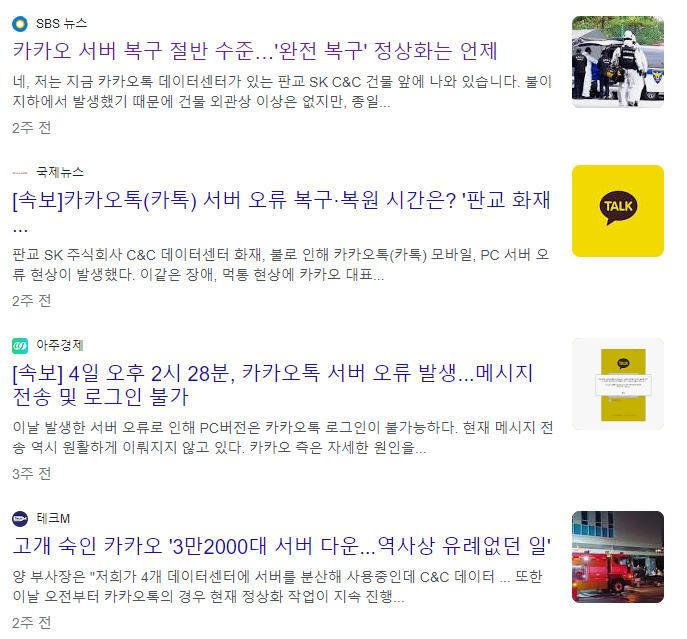 SBS 뉴스
카카오 서버 복구 절반 수준…'완전 복구' 정상화는 언제
네, 저는 지금 카카오톡 데이터센터가 있는 판교 SK C&C 건물 앞에 나와 있습니다. 불이
지하에서 발생했기 때문에 건물 외관상 이상은 없지만, 종일...
2주 전
국제뉴스
[속보]카카오톡(카톡) 서버 오류 복구·복원 시간은? '판교 화재
...
판교 SK 주식회사 C&C 데이터센터 화재, 불로 인해 카카오톡(카톡) 모바일, PC 서버 오
류 현상이 발생했다. 이같은 장애, 먹통 현상에 카카오 대표...
2주 전
TALK
아주경제
[속보] 4일 오후 2시 28분, 카카오톡 서버 오류 발생...메시지
전송 및 로그인 불가
이날 발생한 서버 오류로 인해 PC버전은 카카오톡 로그인이 불가능하다. 현재 메시지 전
송 역시 원활하게 이뤄지지 않고 있다. 카카오 측은 자세한 원인을...
3주 전
테크M
고개 숙인 카카오 '3만2000대 서버 다운...역사상 유례없던 일'
양 부사장은 "저희가 4개 데이터센터에 서버를 분산해 사용중인데 C&C 데이터 ... 또한
이날 오전부터 카카오톡의 경우 현재 정상화 작업이 지속 진행...
2주 전